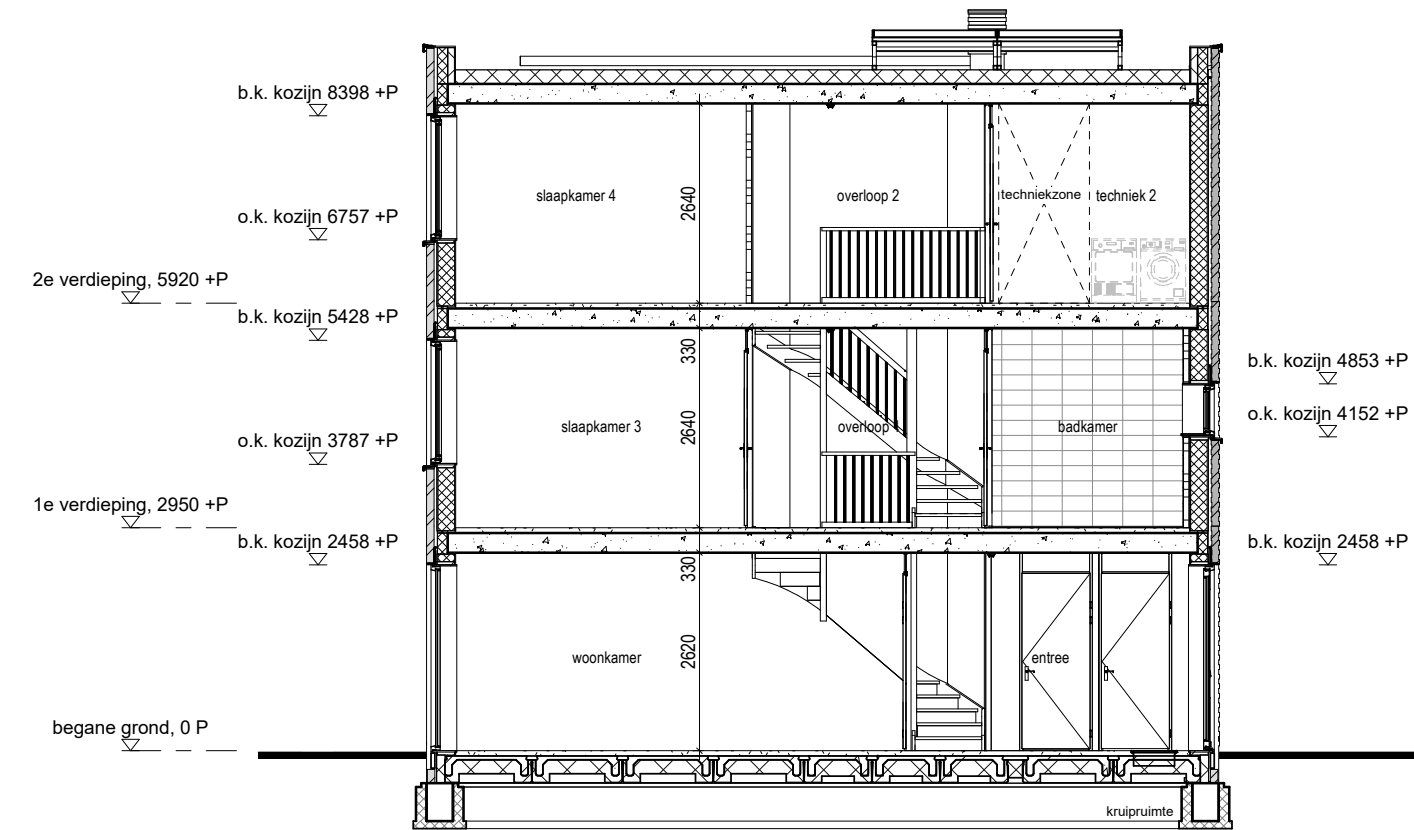 b.k. kozijn 8398 +P
slaapkamer 4
2640
overloop 2
techniekzone
techniek 2
o.k. kozijn 6757 +P
2e verdieping, 5920 +P
b.k. kozijn 5428 +P
330
b.k. kozijn 4853 +P
o.k. kozijn 4152 +P
o.k. kozijn 3787 +P
slaapkamer 3
2640
overloop
badkamer
1e verdieping, 2950 +P
b.k. kozijn 2458 +P
330
b.k. kozijn 2458 +P
woonkamer
2620
entree
begane grond, 0 P
kruipruimte